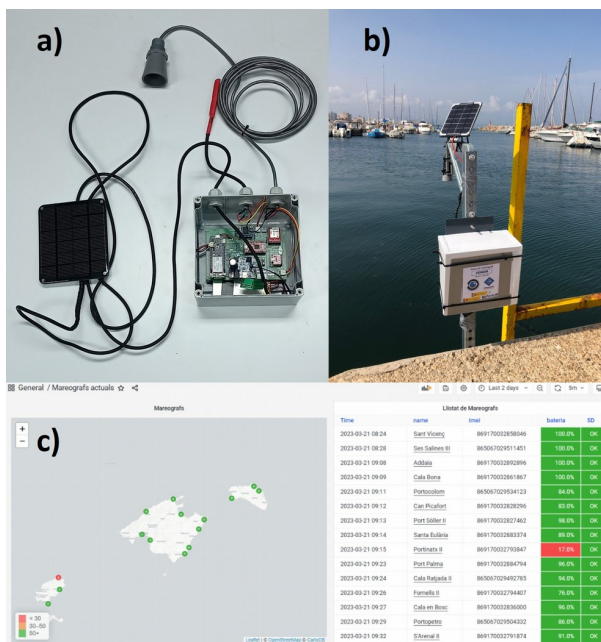 a)
b)
General / Mareografs actuals
Last 2 days
5m
Mareografs
c)
+
−
< 30
30-50
50+
Leaflet | © OpenStreetMap © CartoDB
Llistat de Mareografs
Time name Imei bateria SD
2023-03-21 08:24 Sant Vicenç 869170032858046 100.0% OK
2023-03-21 08:28 Ses Salines III 865067029511451 100.0% OK
2023-03-21 09:08 Addaia 869170032892896 100.0% OK
2023-03-21 09:09 Cala Bona 869170032861867 100.0% OK
2023-03-21 09:11 Portocolom 865067029534123 84.0% OK
2023-03-21 09:12 Can Picafort 869170032828296 83.0% OK
2023-03-21 09:13 Port Sóller II 869170032827462 98.0% OK
2023-03-21 09:14 Santa Eulària 869170032883374 89.0% OK
2023-03-21 09:15 Portinatx II 869170032793847 17.0% OK
2023-03-21 09:23 Port Palma 869170032884794 96.0% OK
2023-03-21 09:24 Cala Ratjada II 865067029492785 94.0% OK
2023-03-21 09:26 Fornells II 869170032794407 76.0% OK
2023-03-21 09:27 Cala en Bosc 869170032836000 96.0% OK
2023-03-21 09:29 Portopetro 865067029504332 86.0% OK
2023-03-21 09:32 S'Arenal II 869170032791874 91.0% OK